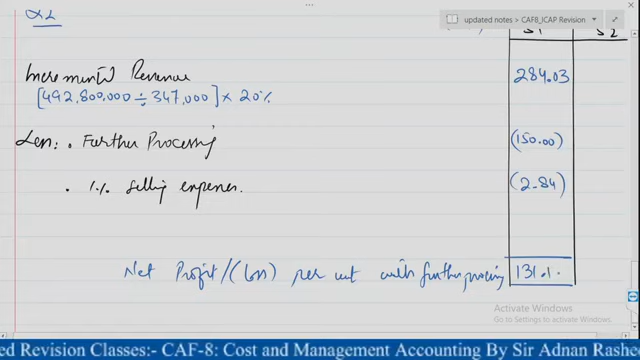 updated notes > CAF8_ICAP Revision
Q2
S1 S2
Incremental Revenue 284.03
[492,800,000 ÷ 347,000] × 20%
Less: • Further Processing (150.00)
• 1% Selling expenses. (2.84)
Net Profit/(loss) per unit with further processing 131.1
Activate Windows
Go to Settings to activate Windows.
ed Revision Classes:- CAF-8: Cost and Management Accounting By Sir Adnan Rashe